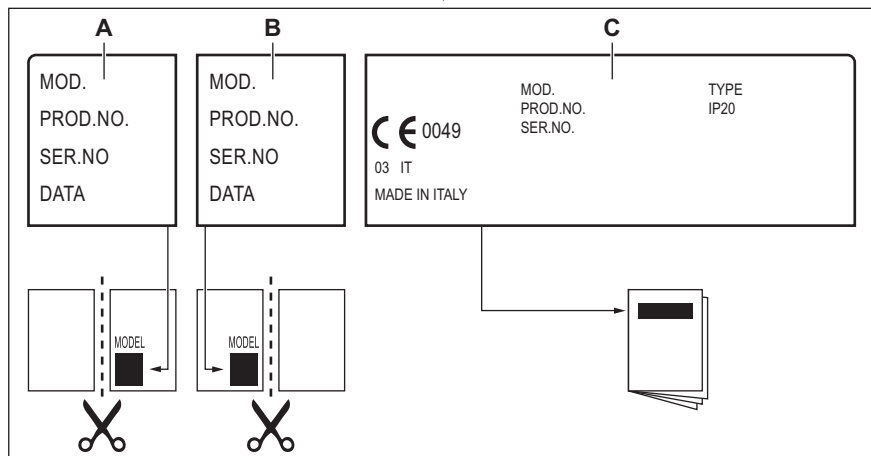 A
B
C
MOD.
PROD.NO.
SER.NO
DATA
MOD.
PROD.NO.
SER.NO
DATA
MOD.
PROD.NO.
SER.NO.
TYPE
IP20
CE 0049
03 IT
MADE IN ITALY
MODEL
MODEL